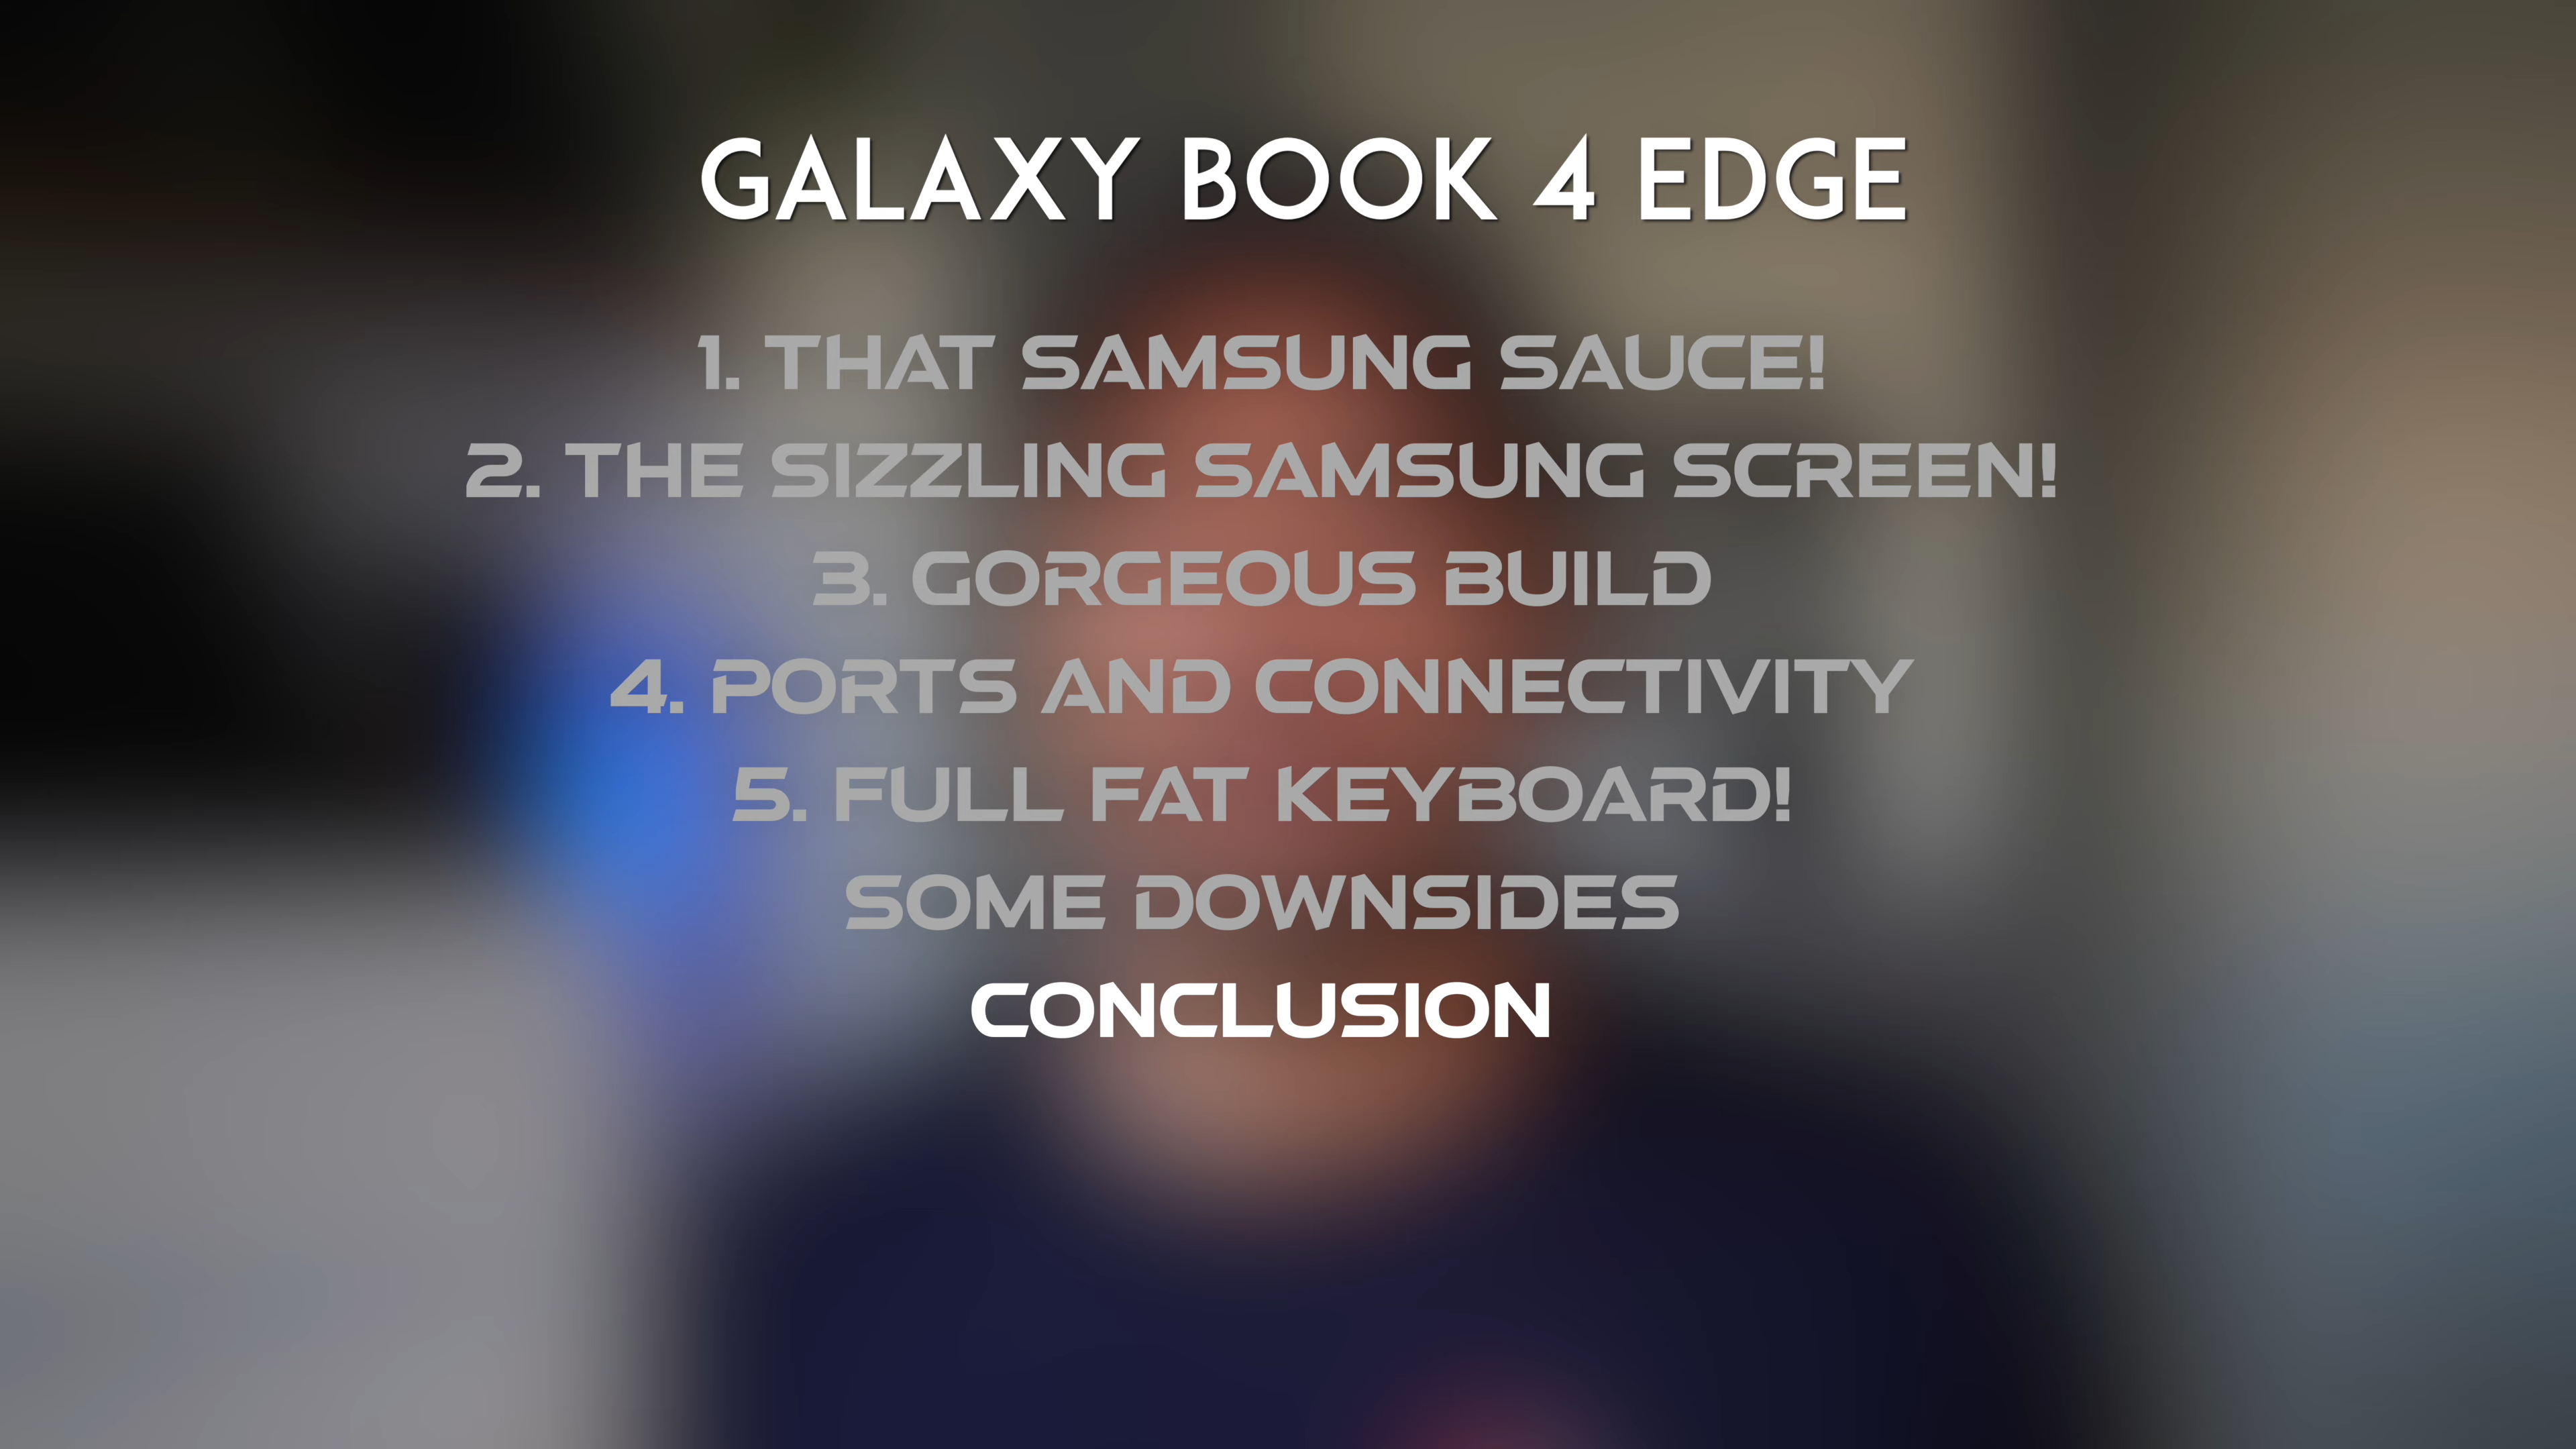 GALAXY BOOK 4 EDGE
1. THAT SAMSUNG SAUCE!
2. THE SIZZLING SAMSUNG SCREEN!
3. GORGEOUS BUILD
4. PORTS AND CONNECTIVITY
5. FULL FAT KEYBOARD!
SOME DOWNSIDES
CONCLUSION